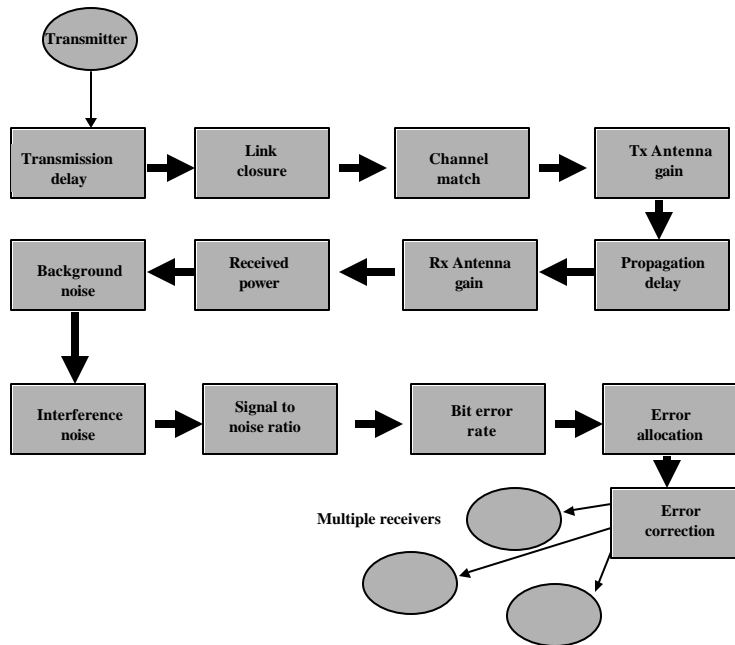 Transmitter
Transmission
delay
Link
closure
Channel
match
Tx Antenna
gain
Background
noise
Received
power
Rx Antenna
gain
Propagation
delay
Interference
noise
Signal to
noise ratio
Bit error
rate
Error
allocation
Multiple receivers
Error
correction